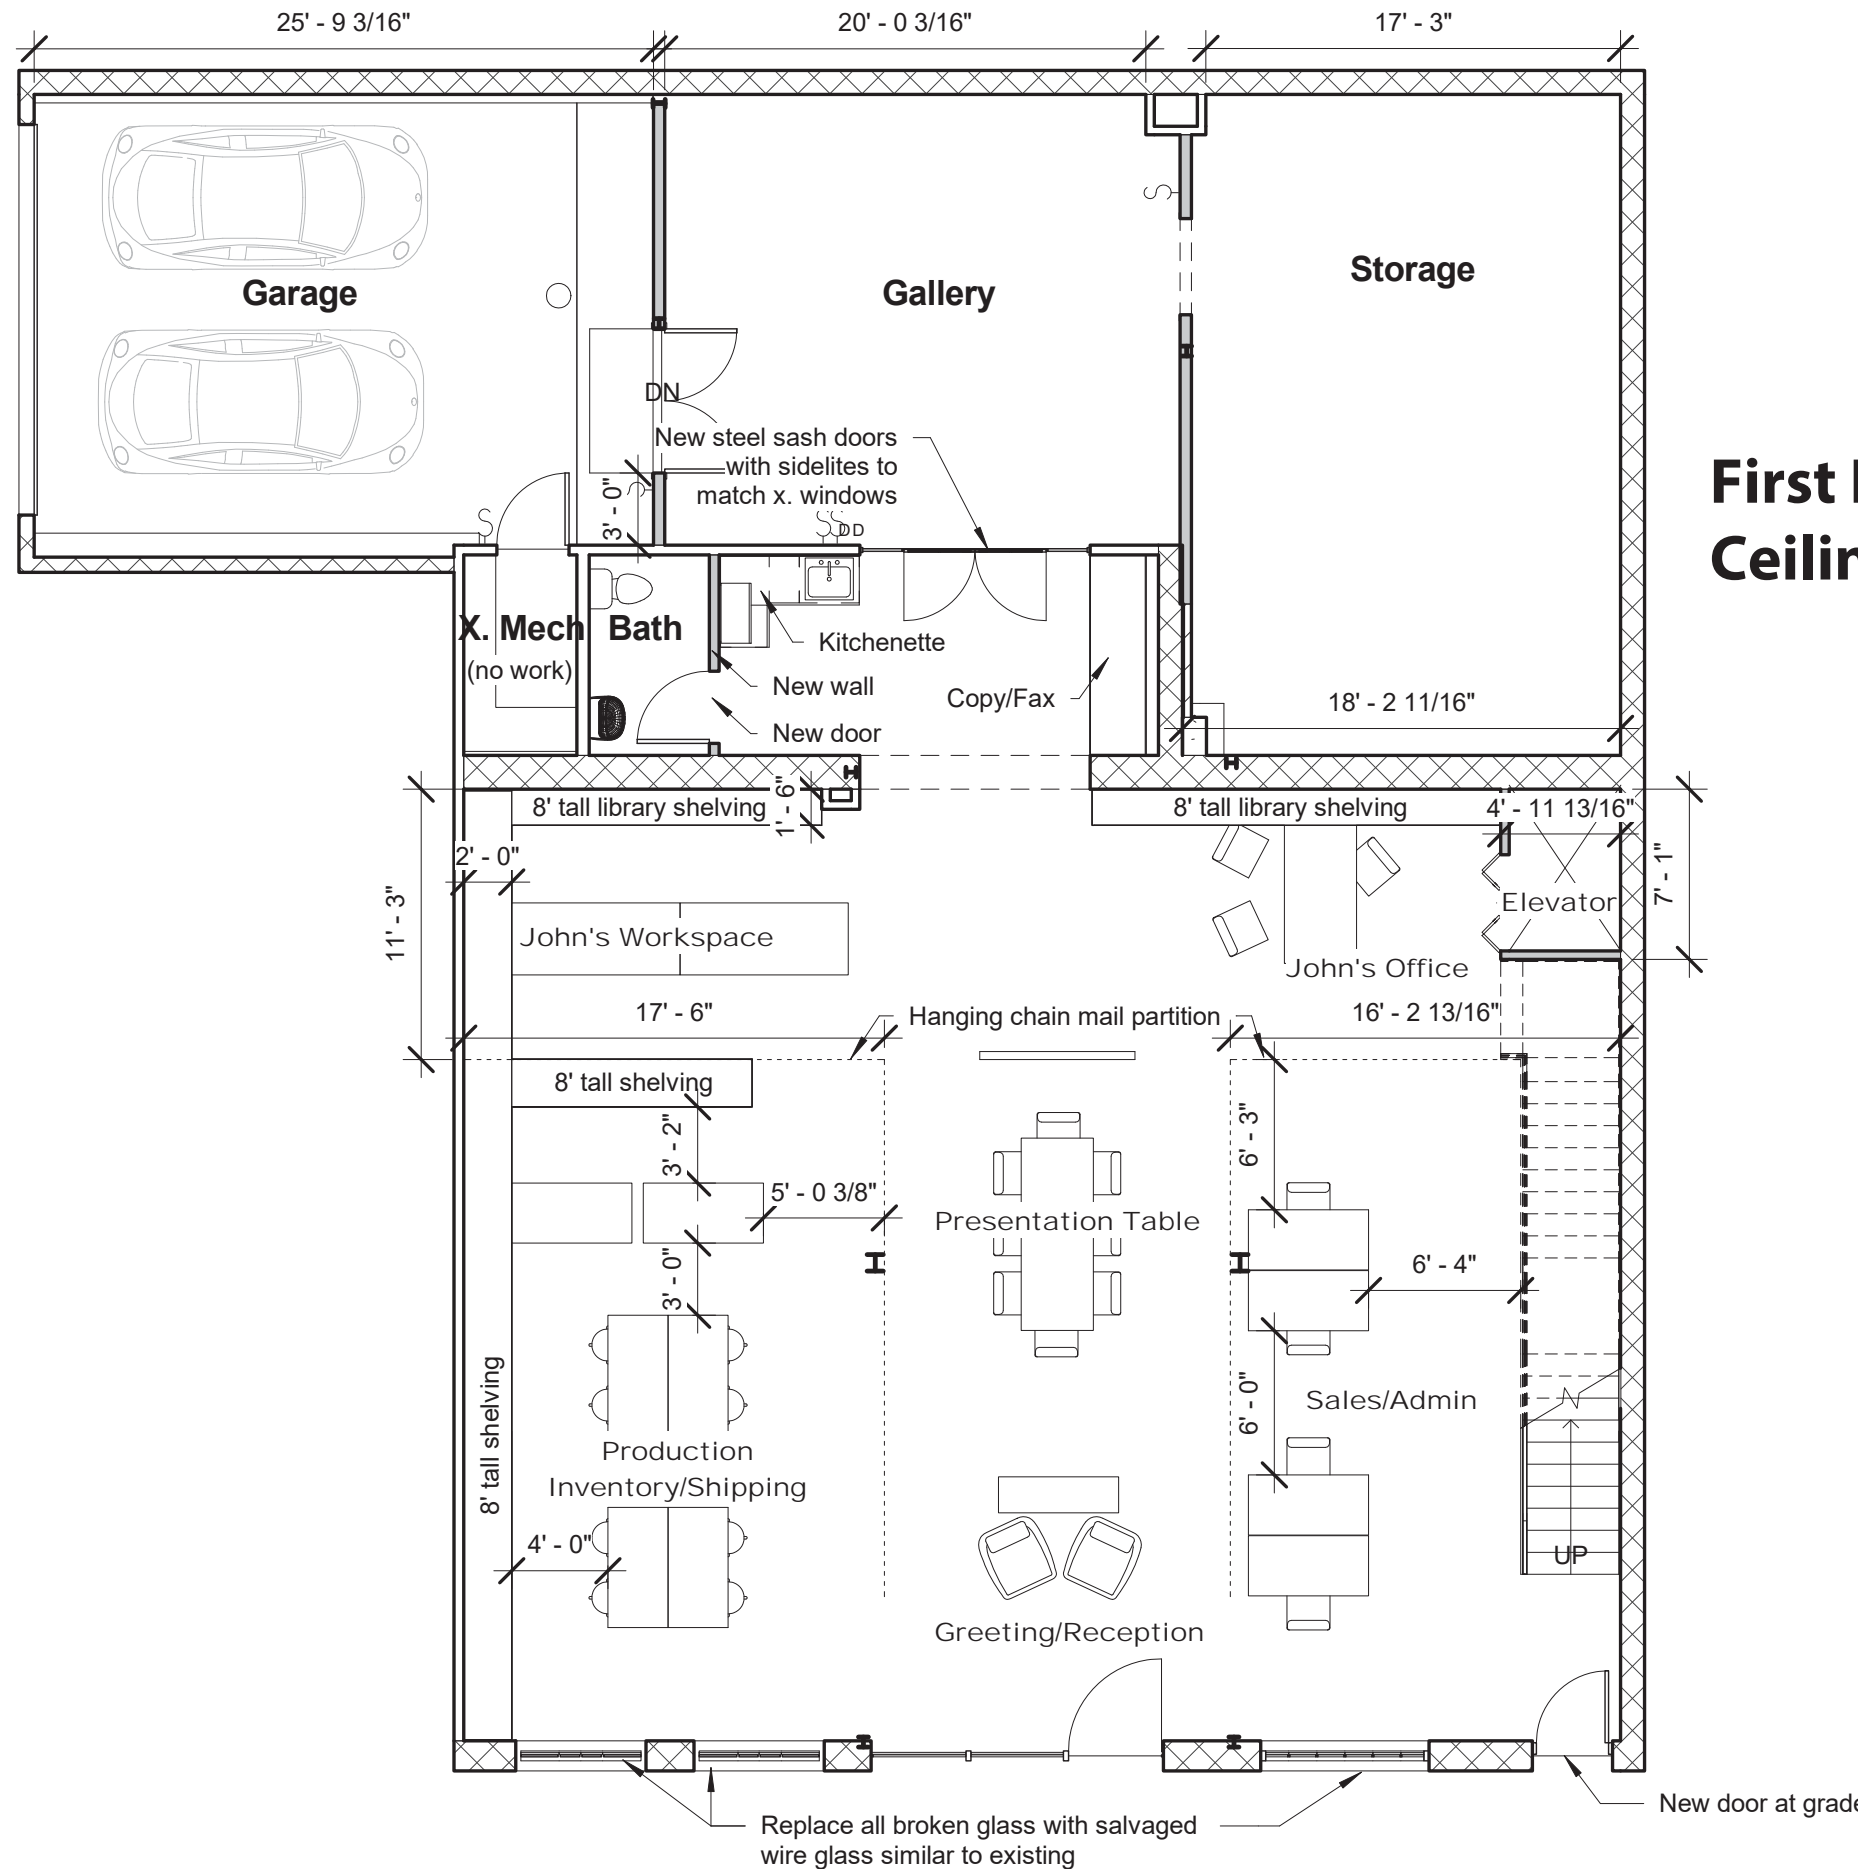 25' - 9 3/16"
20' - 0 3/16"
17' - 3"
Garage
Gallery
Storage
S
DN
New steel sash doors
with sidelites to
match x. windows
3' - 0"
S
S
SS
DD
First
Ceilin
X. Mech
(no work)
Bath
Kitchenette
New wall
New door
Copy/Fax
18' - 2 11/16"
8' tall library shelving
1' - 6"
8' tall library shelving
4' - 11 13/16"
2' - 0"
11' - 3"
7' - 1"
Elevator
John's Workspace
John's Office
17' - 6"
Hanging chain mail partition
16' - 2 13/16"
8' tall shelving
3' - 2"
6' - 3"
5' - 0 3/8"
Presentation Table
3' - 0"
6' - 4"
8' tall shelving
6' - 0"
Sales/Admin
Production
Inventory/Shipping
4' - 0"
UP
Greeting/Reception
New door at grade
Replace all broken glass with salvaged
wire glass similar to existing